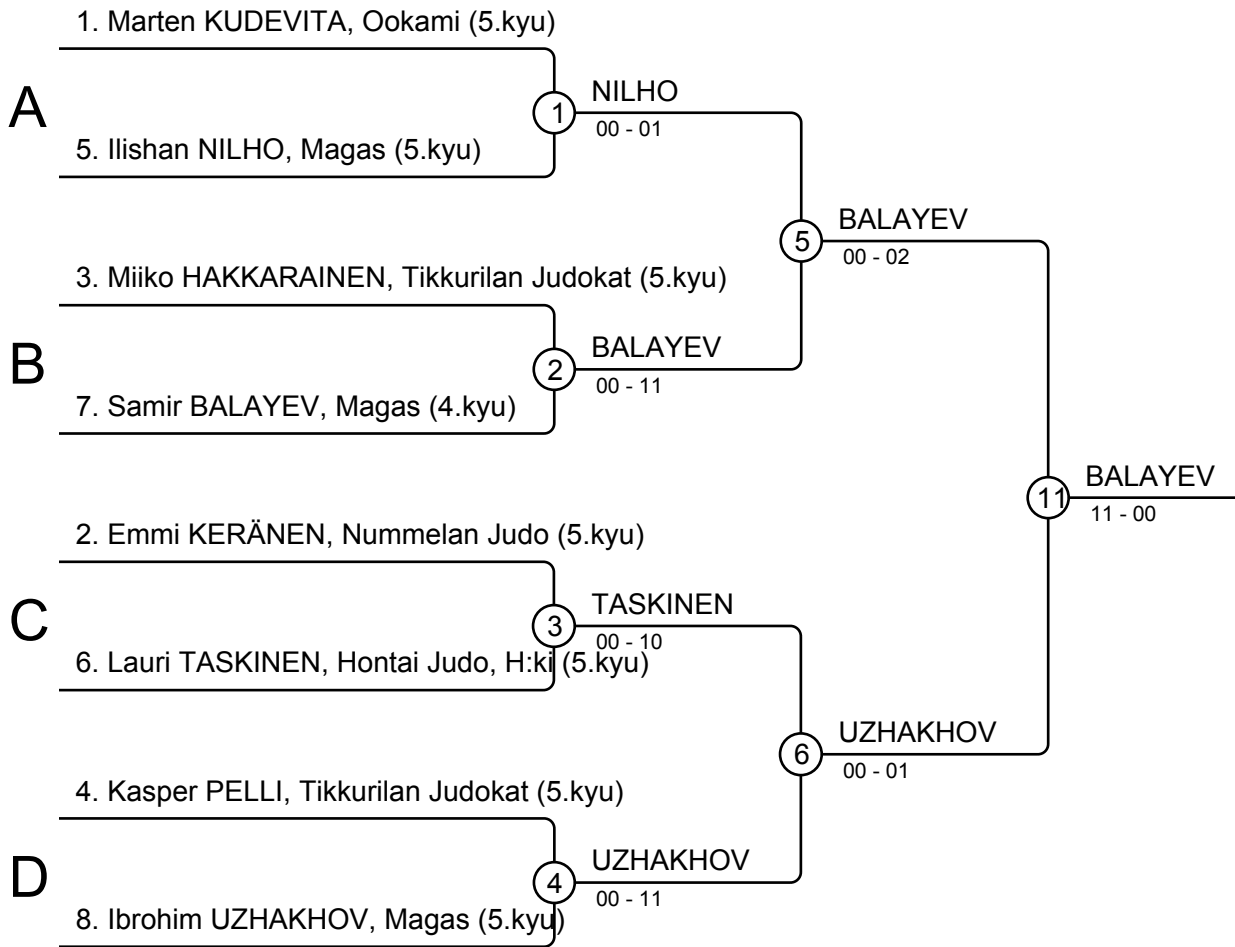 1. Marten KUDEVITA, Ookami (5.kyu)
A
1
NILHO
00 - 01
5. Ilishan NILHO, Magas (5.kyu)
5
BALAYEV
00 - 02
3. Miiko HAKKARAINEN, Tikkurilan Judokat (5.kyu)
B
2
BALAYEV
00 - 11
7. Samir BALAYEV, Magas (4.kyu)
11
BALAYEV
11 - 00
2. Emmi KERÄNEN, Nummelan Judo (5.kyu)
C
3
TASKINEN
00 - 10
6. Lauri TASKINEN, Hontai Judo, H:ki (5.kyu)
6
UZHAKHOV
00 - 01
4. Kasper PELLI, Tikkurilan Judokat (5.kyu)
D
4
UZHAKHOV
00 - 11
8. Ibrohim UZHAKHOV, Magas (5.kyu)